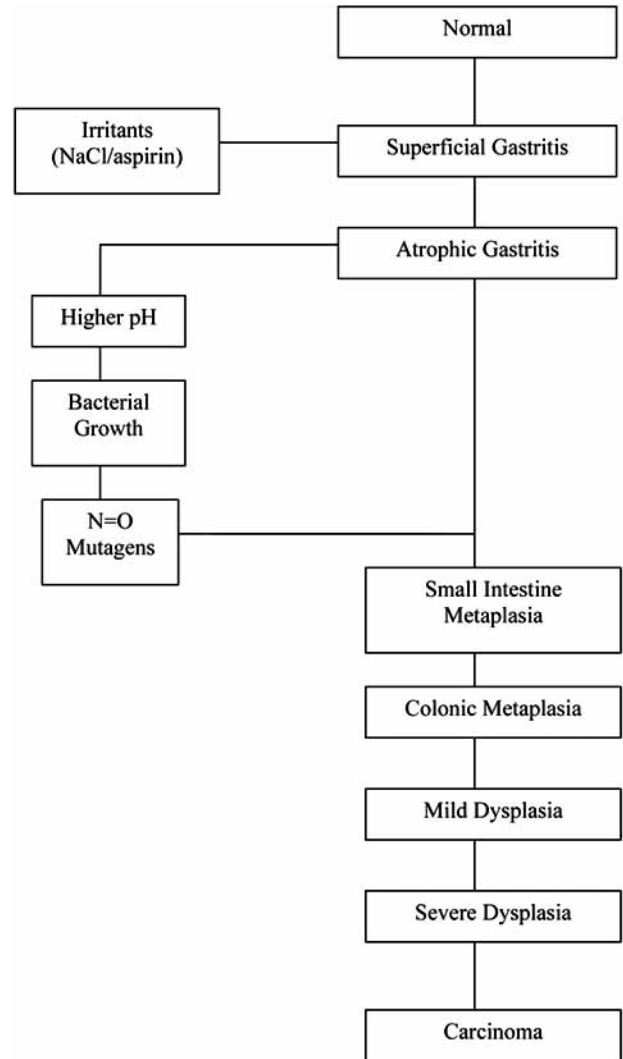 Normal
Irritants
(NaCl/aspirin)
Superficial Gastritis
Atrophic Gastritis
Higher pH
Bacterial
Growth
N=O
Mutagens
Small Intestine
Metaplasia
Colonic Metaplasia
Mild Dysplasia
Severe Dysplasia
Carcinoma